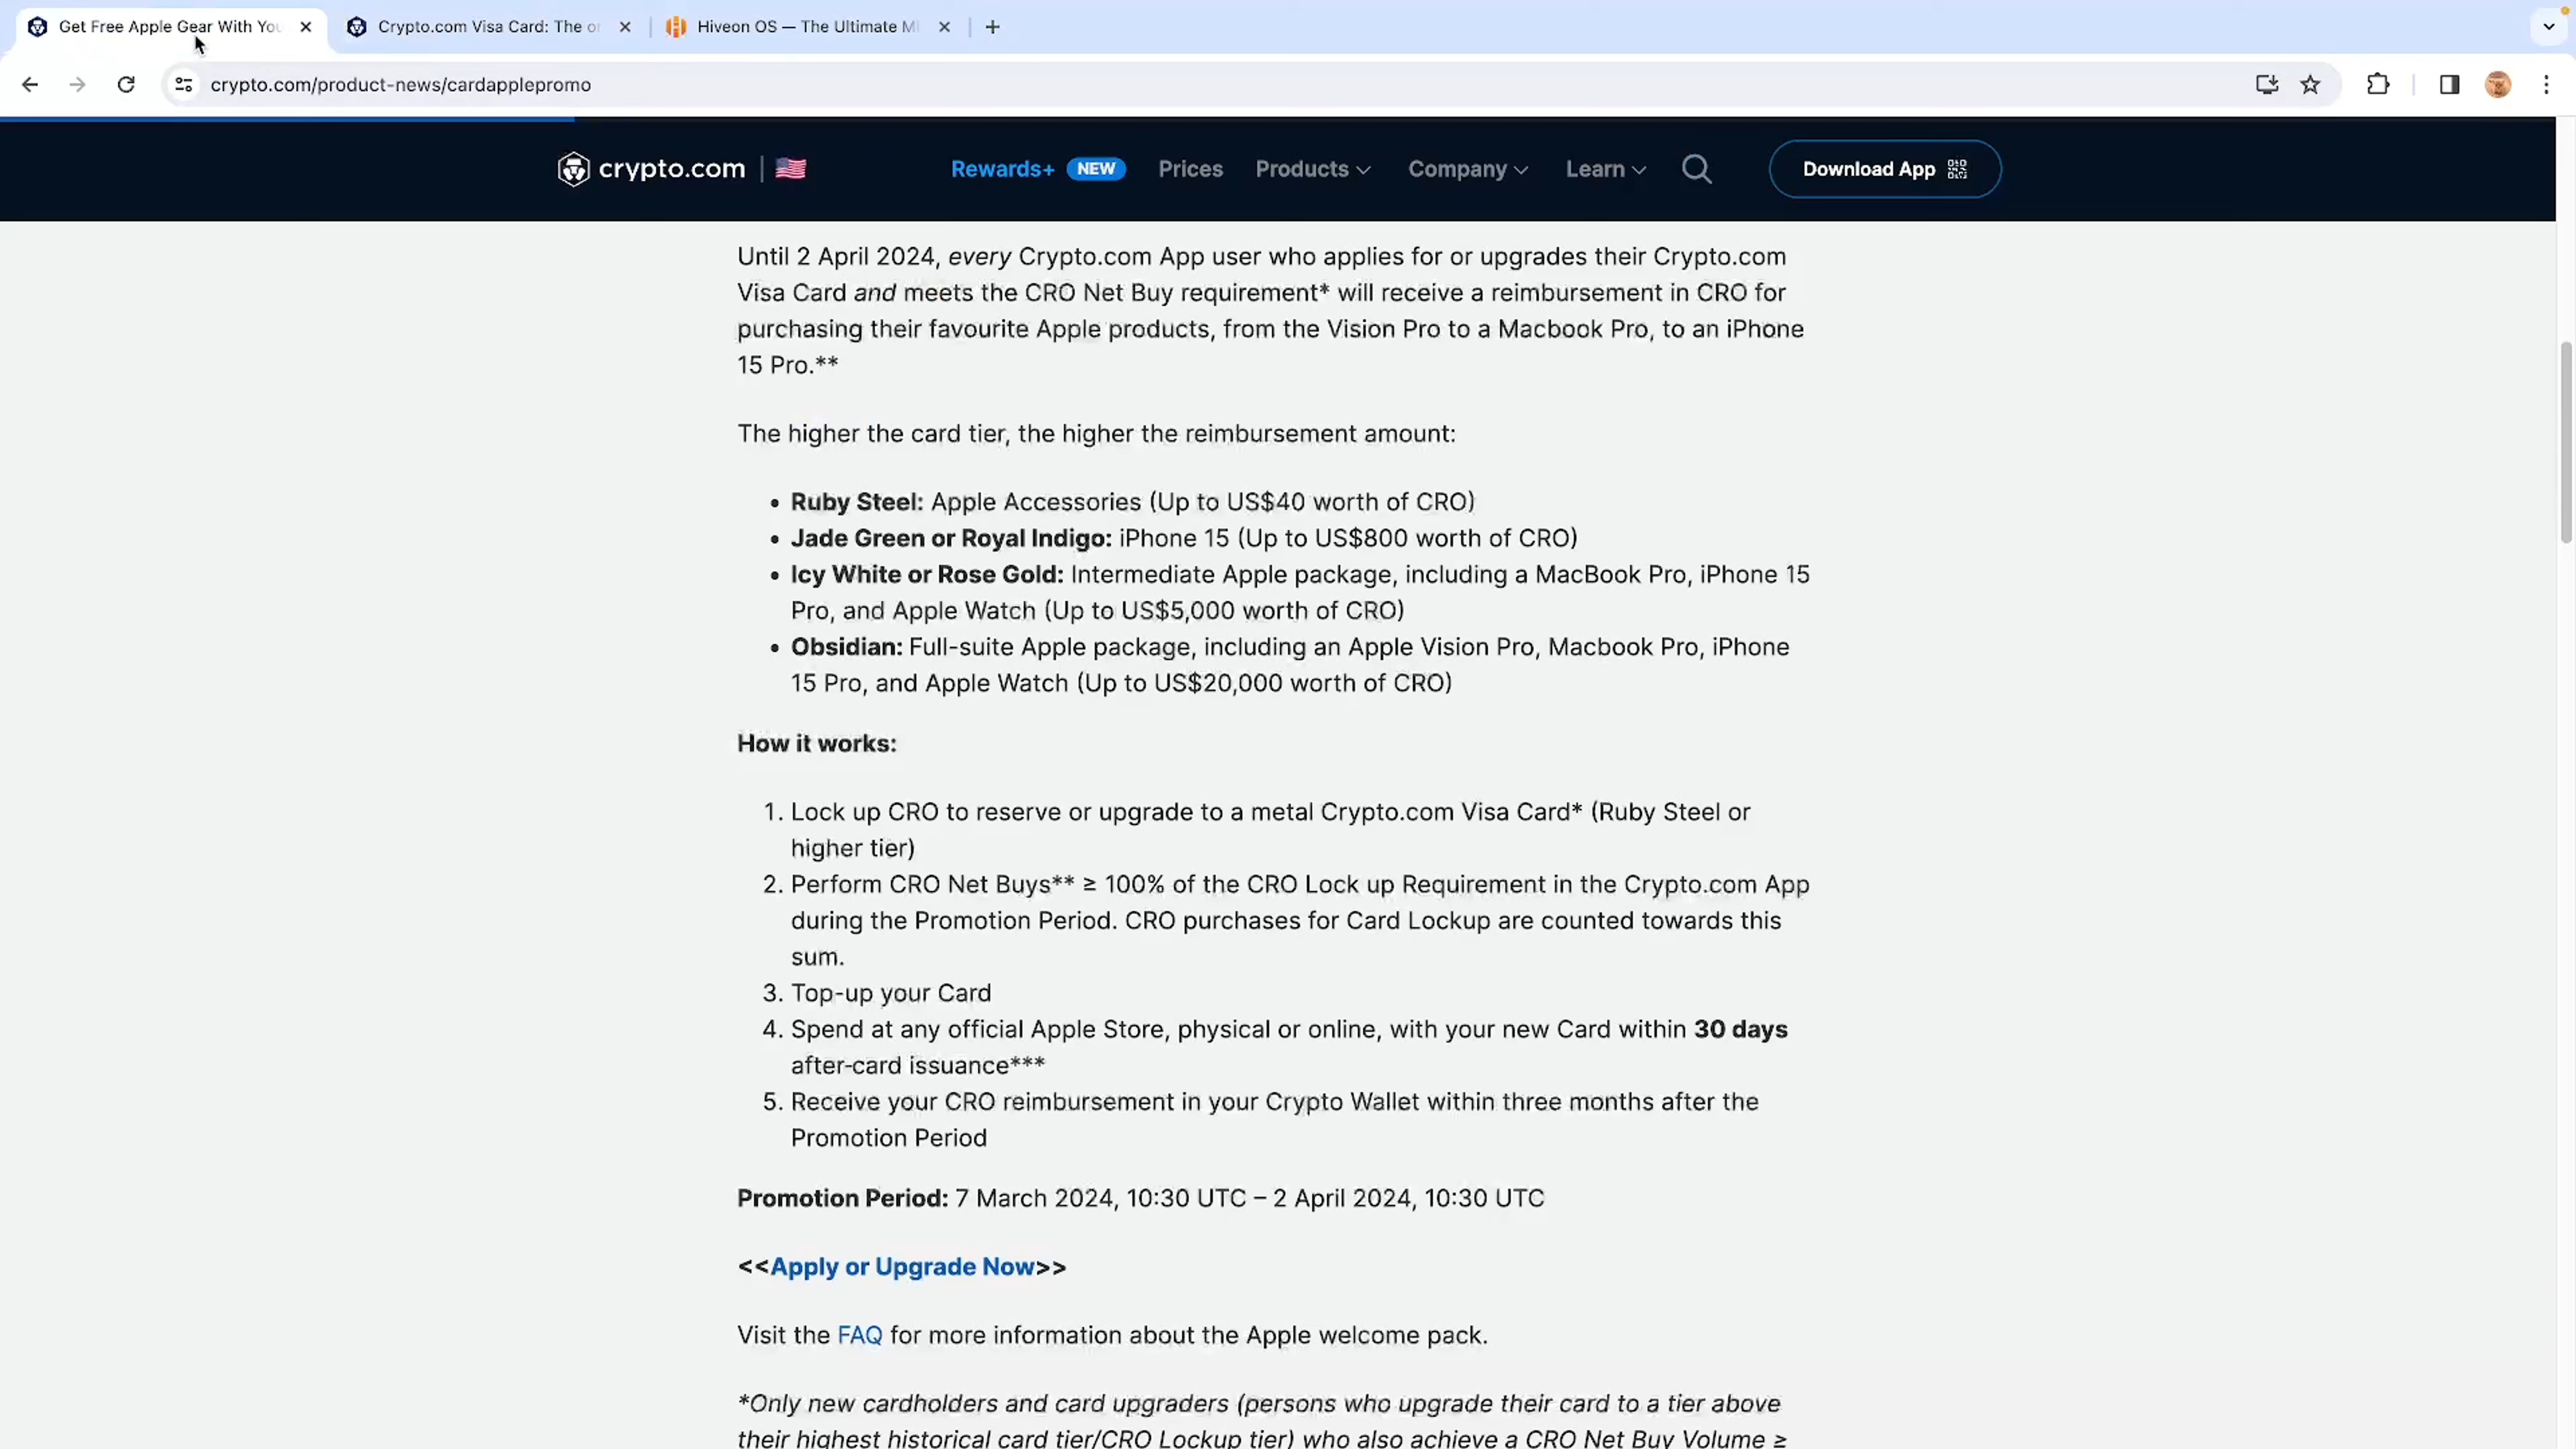 Get Free Apple Gear With You
Crypto.com Visa Card: The o
Hiveon OS — The Ultimate M
crypto.com/product-news/cardapplepromo
crypto.com
Rewards+ NEW Prices Products Company Learn Download App
Until 2 April 2024, every Crypto.com App user who applies for or upgrades their Crypto.com
Visa Card and meets the CRO Net Buy requirement* will receive a reimbursement in CRO for
purchasing their favourite Apple products, from the Vision Pro to a Macbook Pro, to an iPhone
15 Pro.**
The higher the card tier, the higher the reimbursement amount:
• Ruby Steel: Apple Accessories (Up to US$40 worth of CRO)
• Jade Green or Royal Indigo: iPhone 15 (Up to US$800 worth of CRO)
• Icy White or Rose Gold: Intermediate Apple package, including a MacBook Pro, iPhone 15
Pro, and Apple Watch (Up to US$5,000 worth of CRO)
• Obsidian: Full-suite Apple package, including an Apple Vision Pro, Macbook Pro, iPhone
15 Pro, and Apple Watch (Up to US$20,000 worth of CRO)
How it works:
1. Lock up CRO to reserve or upgrade to a metal Crypto.com Visa Card* (Ruby Steel or
higher tier)
2. Perform CRO Net Buys** ≥ 100% of the CRO Lock up Requirement in the Crypto.com App
during the Promotion Period. CRO purchases for Card Lockup are counted towards this
sum.
3. Top-up your Card
4. Spend at any official Apple Store, physical or online, with your new Card within 30 days
after-card issuance***
5. Receive your CRO reimbursement in your Crypto Wallet within three months after the
Promotion Period
Promotion Period: 7 March 2024, 10:30 UTC – 2 April 2024, 10:30 UTC
<<Apply or Upgrade Now>>
Visit the FAQ for more information about the Apple welcome pack.
*Only new cardholders and card upgraders (persons who upgrade their card to a tier above
their highest historical card tier/CRO Lockup tier) who also achieve a CRO Net Buy Volume ≥